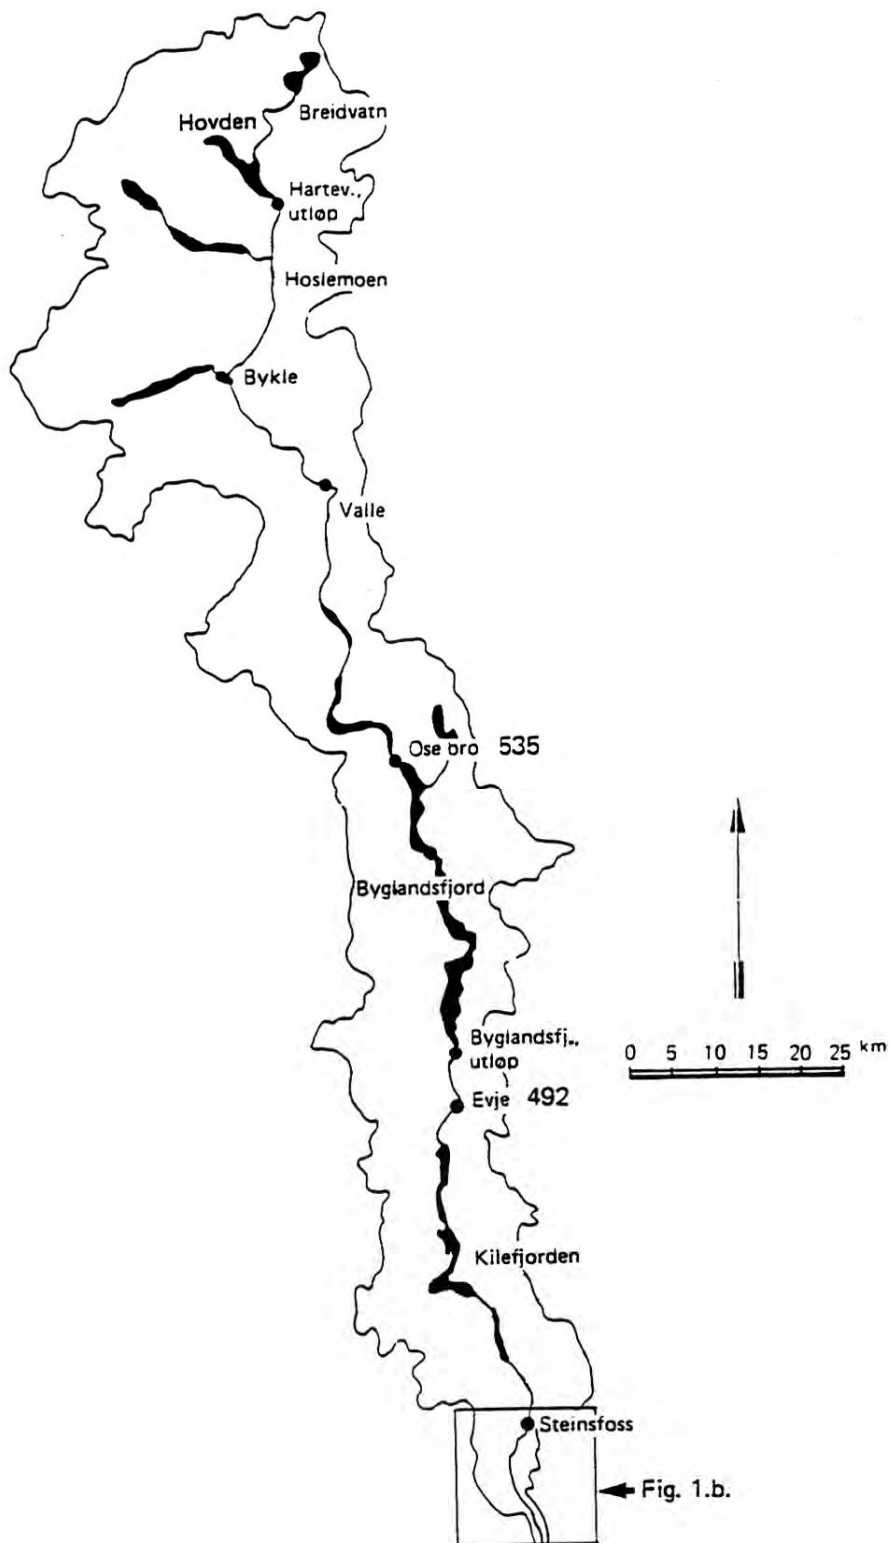 Breidvatn
Hovden
Hartev.,
utløp
Hoslemoen
Bykle
Valle
Ose bro 535
Byglandsfjord
Byglandsfj.,
utløp
0 5 10 15 20 25 km
Evje 492
Kilefjorden
Steinsfoss
Fig. 1.b.